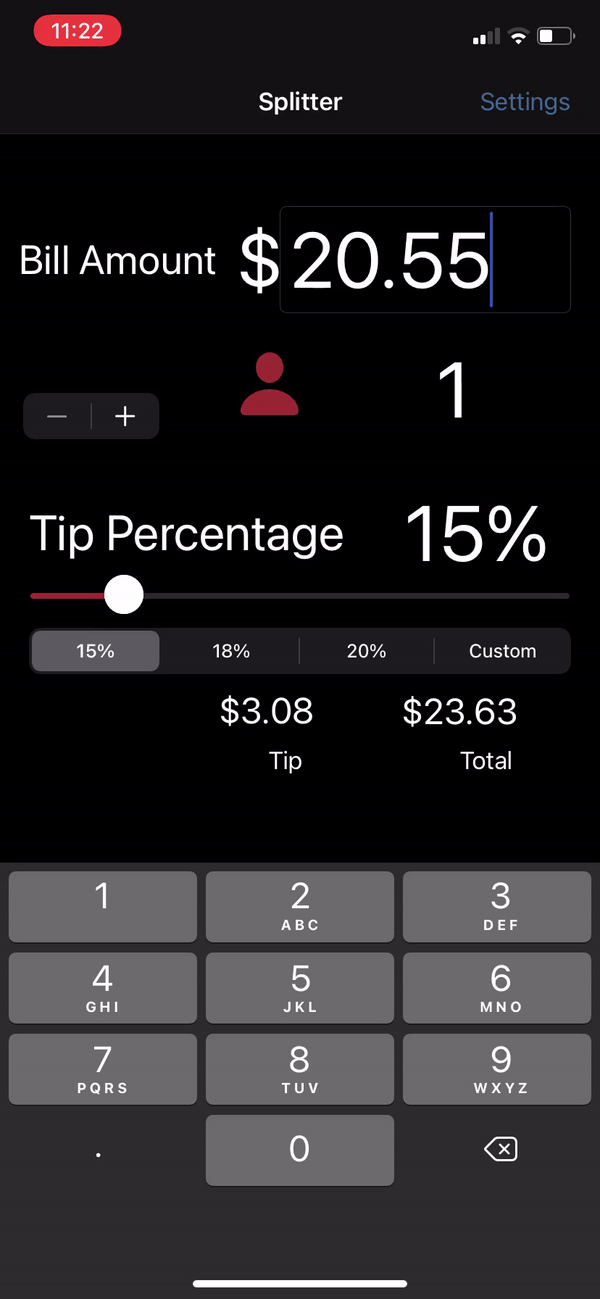 11:22
Splitter Settings
Bill Amount $20.55
1
− +
Tip Percentage 15%
15% 18% 20% Custom
$3.08 $23.63
Tip Total
1 2 3
ABC DEF
4 5 6
GHI JKL MNO
7 8 9
PQRS TUV WXYZ
. 0